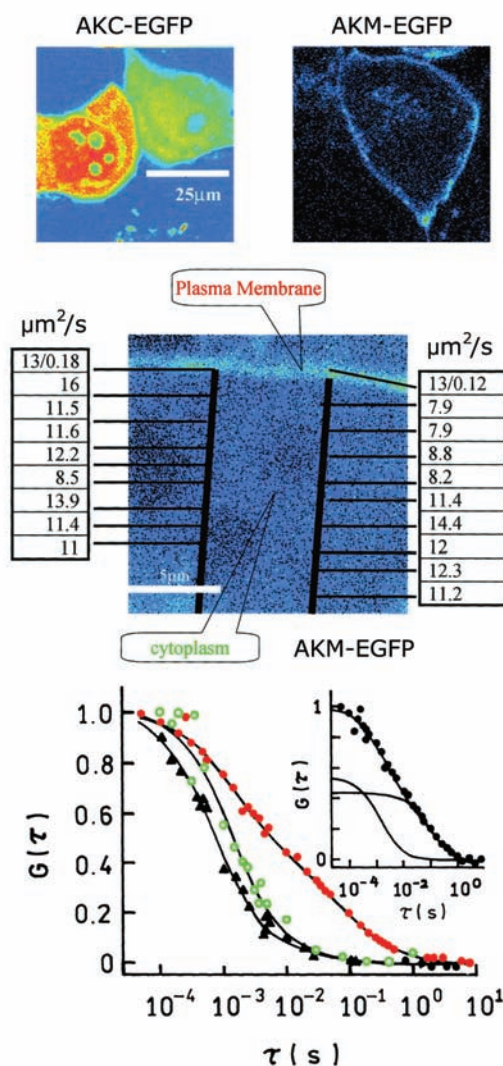 AKC-EGFP
AKM-EGFP
25μm
Plasma Membrane
μm²/s
μm²/s
13/0.18
16
11.5
11.6
12.2
8.5
13.9
11.4
11
13/0.12
7.9
7.9
8.8
8.2
11.4
14.4
12
12.3
11.2
5μm
cytoplasm
AKM-EGFP
G(τ)
1.0
0.8
0.6
0.4
0.2
0
10⁻⁴ 10⁻³ 10⁻² 10⁻¹ 10⁰ 10¹
τ(s)
G(τ)
1
0
10⁻⁴ 10⁻² 10⁰
τ(s)